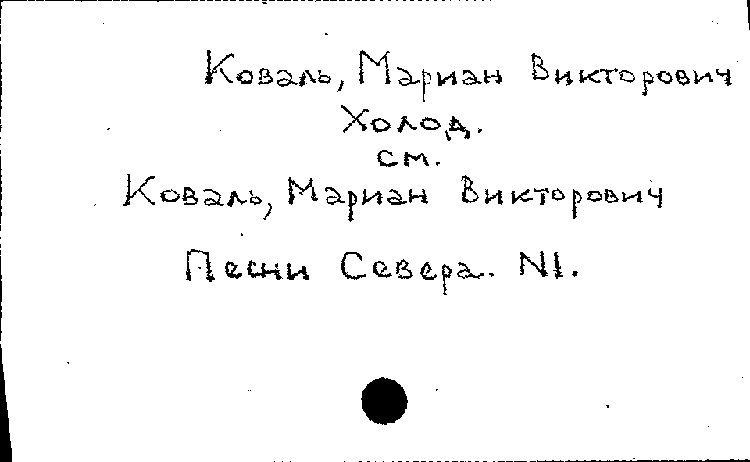 Коваль, Мариан Викторович
Холод.
см.
Коваль, Мариан Викторович
Песни Севера. N1.